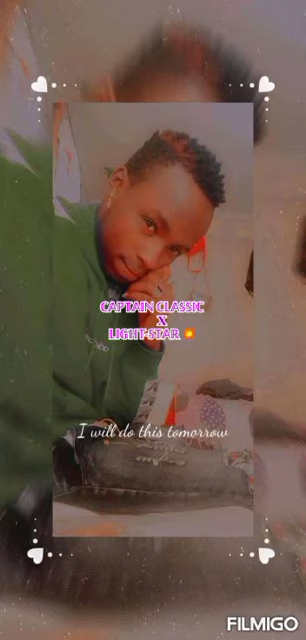 CAPTAIN CLASSIC
X
LIGHT-STAR 💥
I will do this tomorrow
FILMIGO